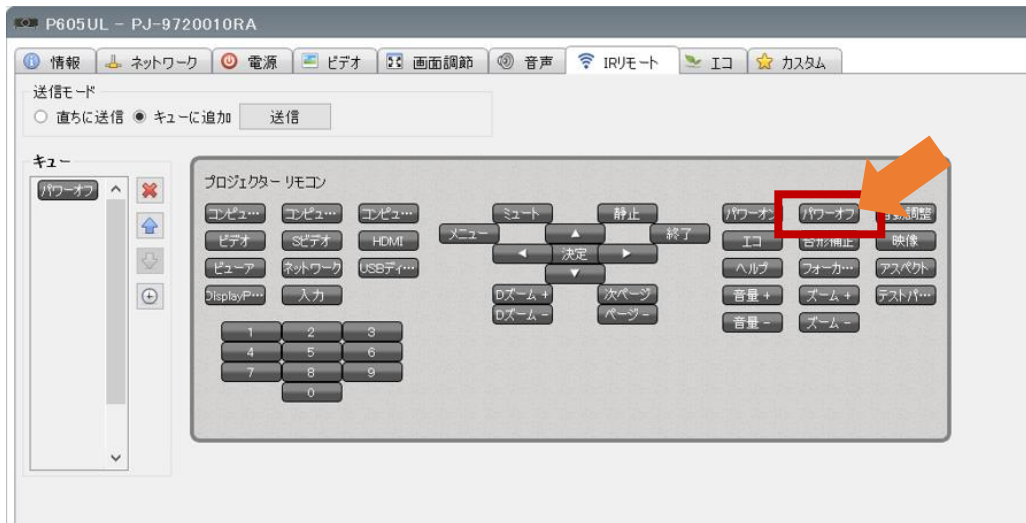 P605UL - PJ-9720010RA
情報 ネットワーク 電源 ビデオ 画面調節 音声 IRリモート エコ カスタム
送信モード
直ちに送信 キューに追加 送信
キュー
パワーオフ
プロジェクター リモコン
コンピュ… コンピュ… コンピュ… ミュート 静止 パワーオン パワーオフ 調整
ビデオ Sビデオ HDMI メニュー ▲ 終了 エコ 台形補正 映像
ビューア ネットワーク USBディ… ◀ 決定 ▶ ヘルプ フォーカ… アスペクト
▼
DisplayP… 入力 Dズーム + 次ページ 音量 + ズーム + テストパ…
Dズーム - ページ - 音量 - ズーム -
1 2 3
4 5 6
7 8 9
0